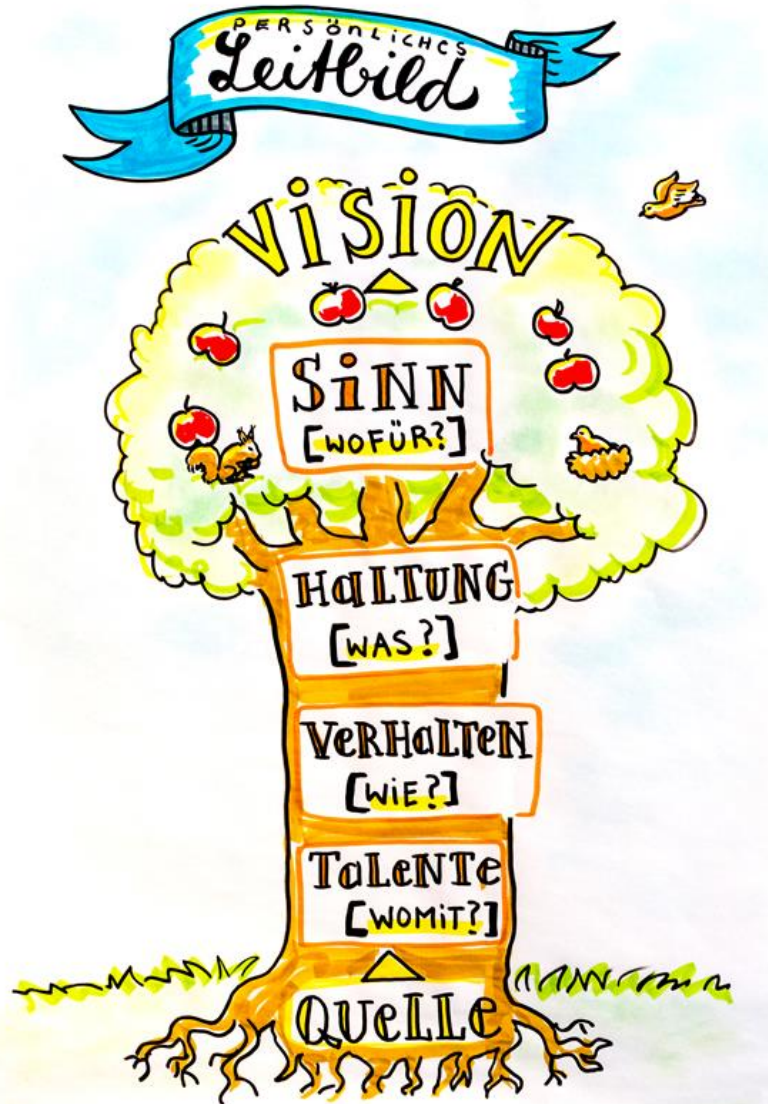 PERSÖNLICHES
Leitbild
VISION
SINN
[WOFÜR?]
HALTUNG
[WAS?]
VERHALTEN
[WIE?]
TALENTE
[WOMIT?]
QUELLE